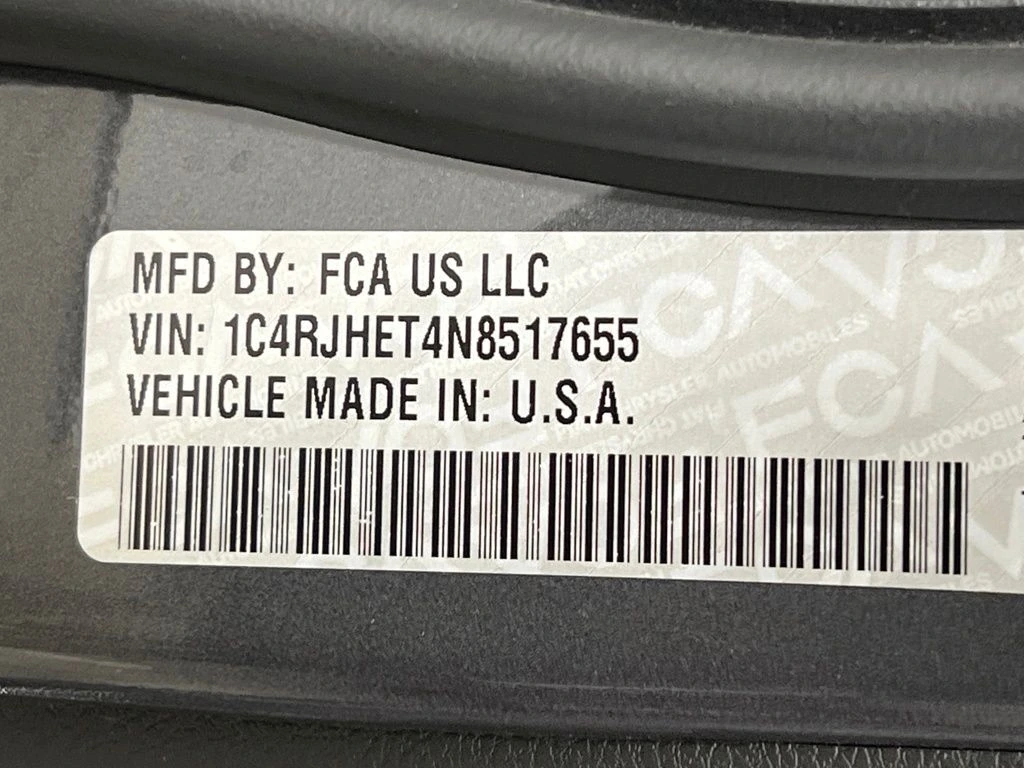 MFD BY: FCA US LLC
VIN: 1C4RJHET4N8517655
VEHICLE MADE IN: U.S.A.